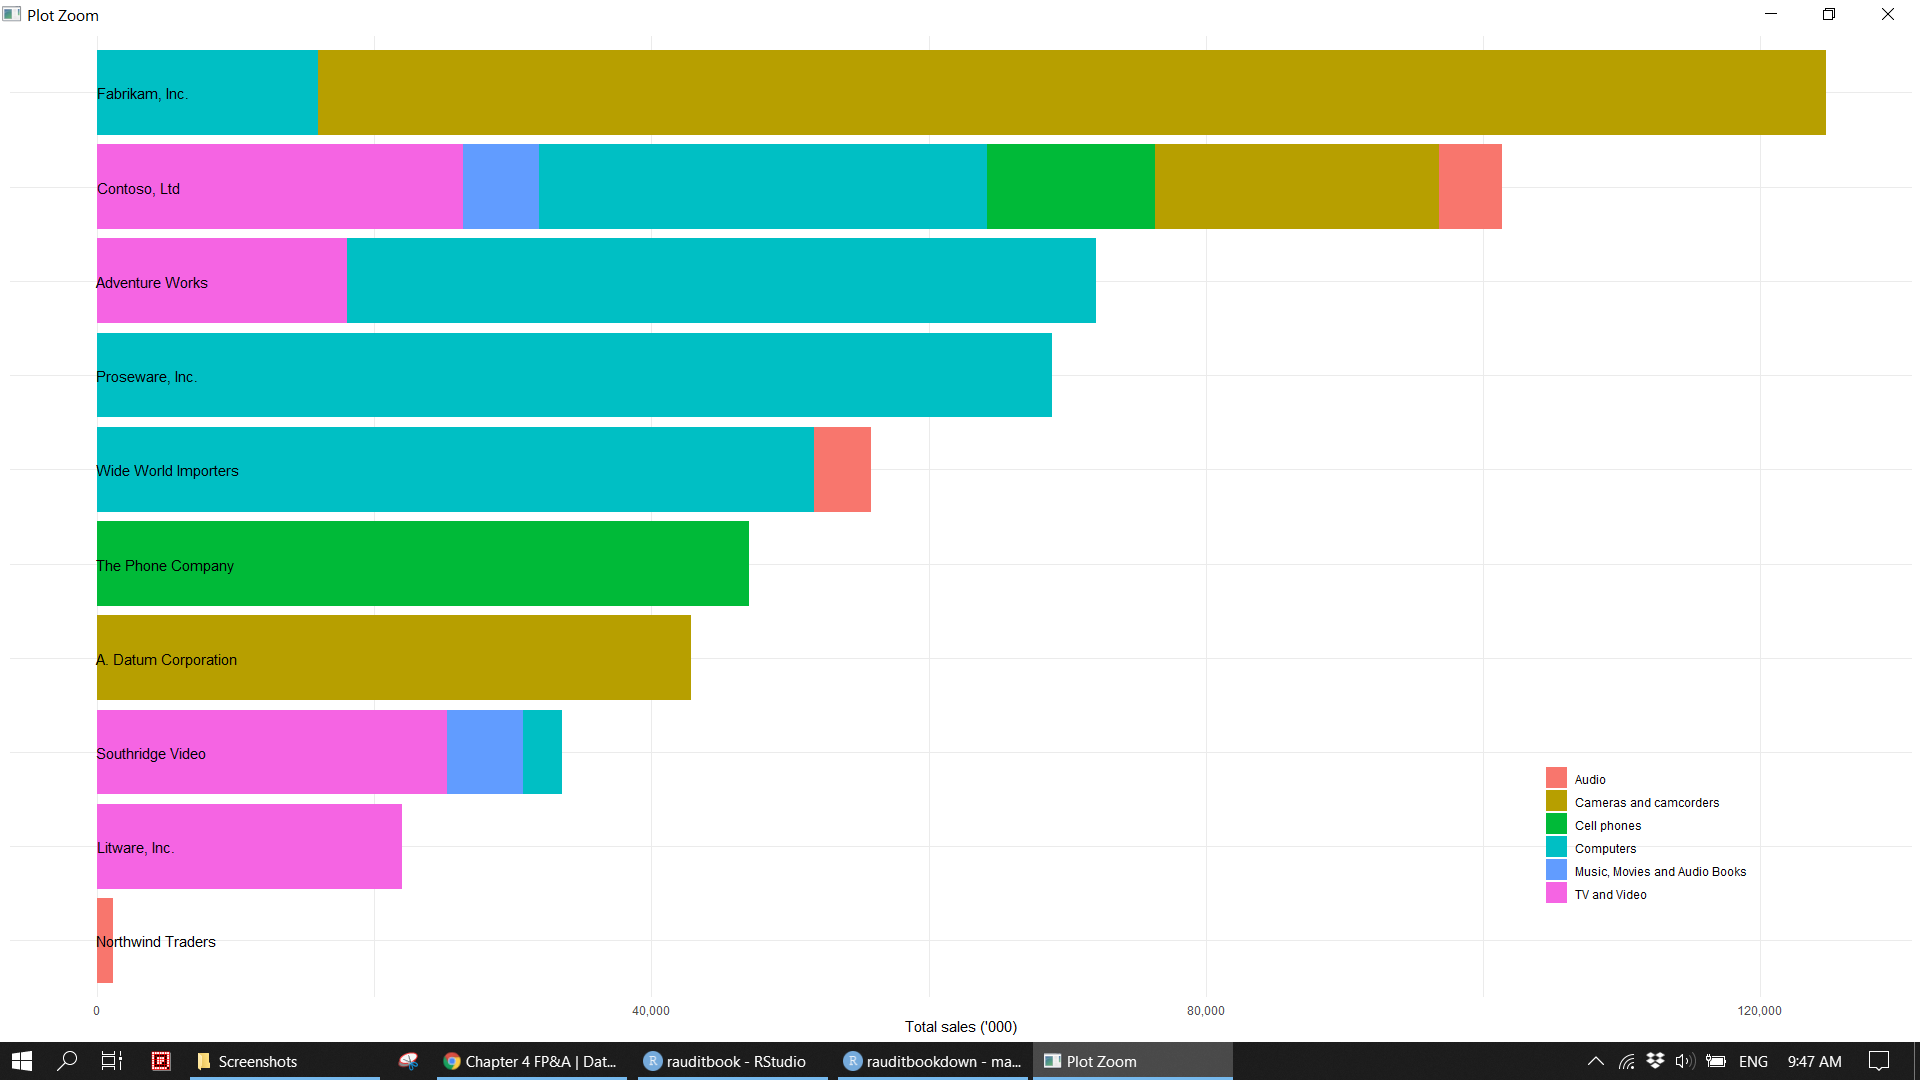 Plot Zoom
Fabrikam, Inc.
Contoso, Ltd
Adventure Works
Proseware, Inc.
Wide World Importers
The Phone Company
A. Datum Corporation
Southridge Video
Litware, Inc.
Northwind Traders
Audio
Cameras and camcorders
Cell phones
Computers
Music, Movies and Audio Books
TV and Video
0 40,000 80,000 120,000
Total sales ('000)
Screenshots Chapter 4 FP&A | Dat... R rauditbook - RStudio R rauditbookdown - ma... Plot Zoom ENG 9:47 AM